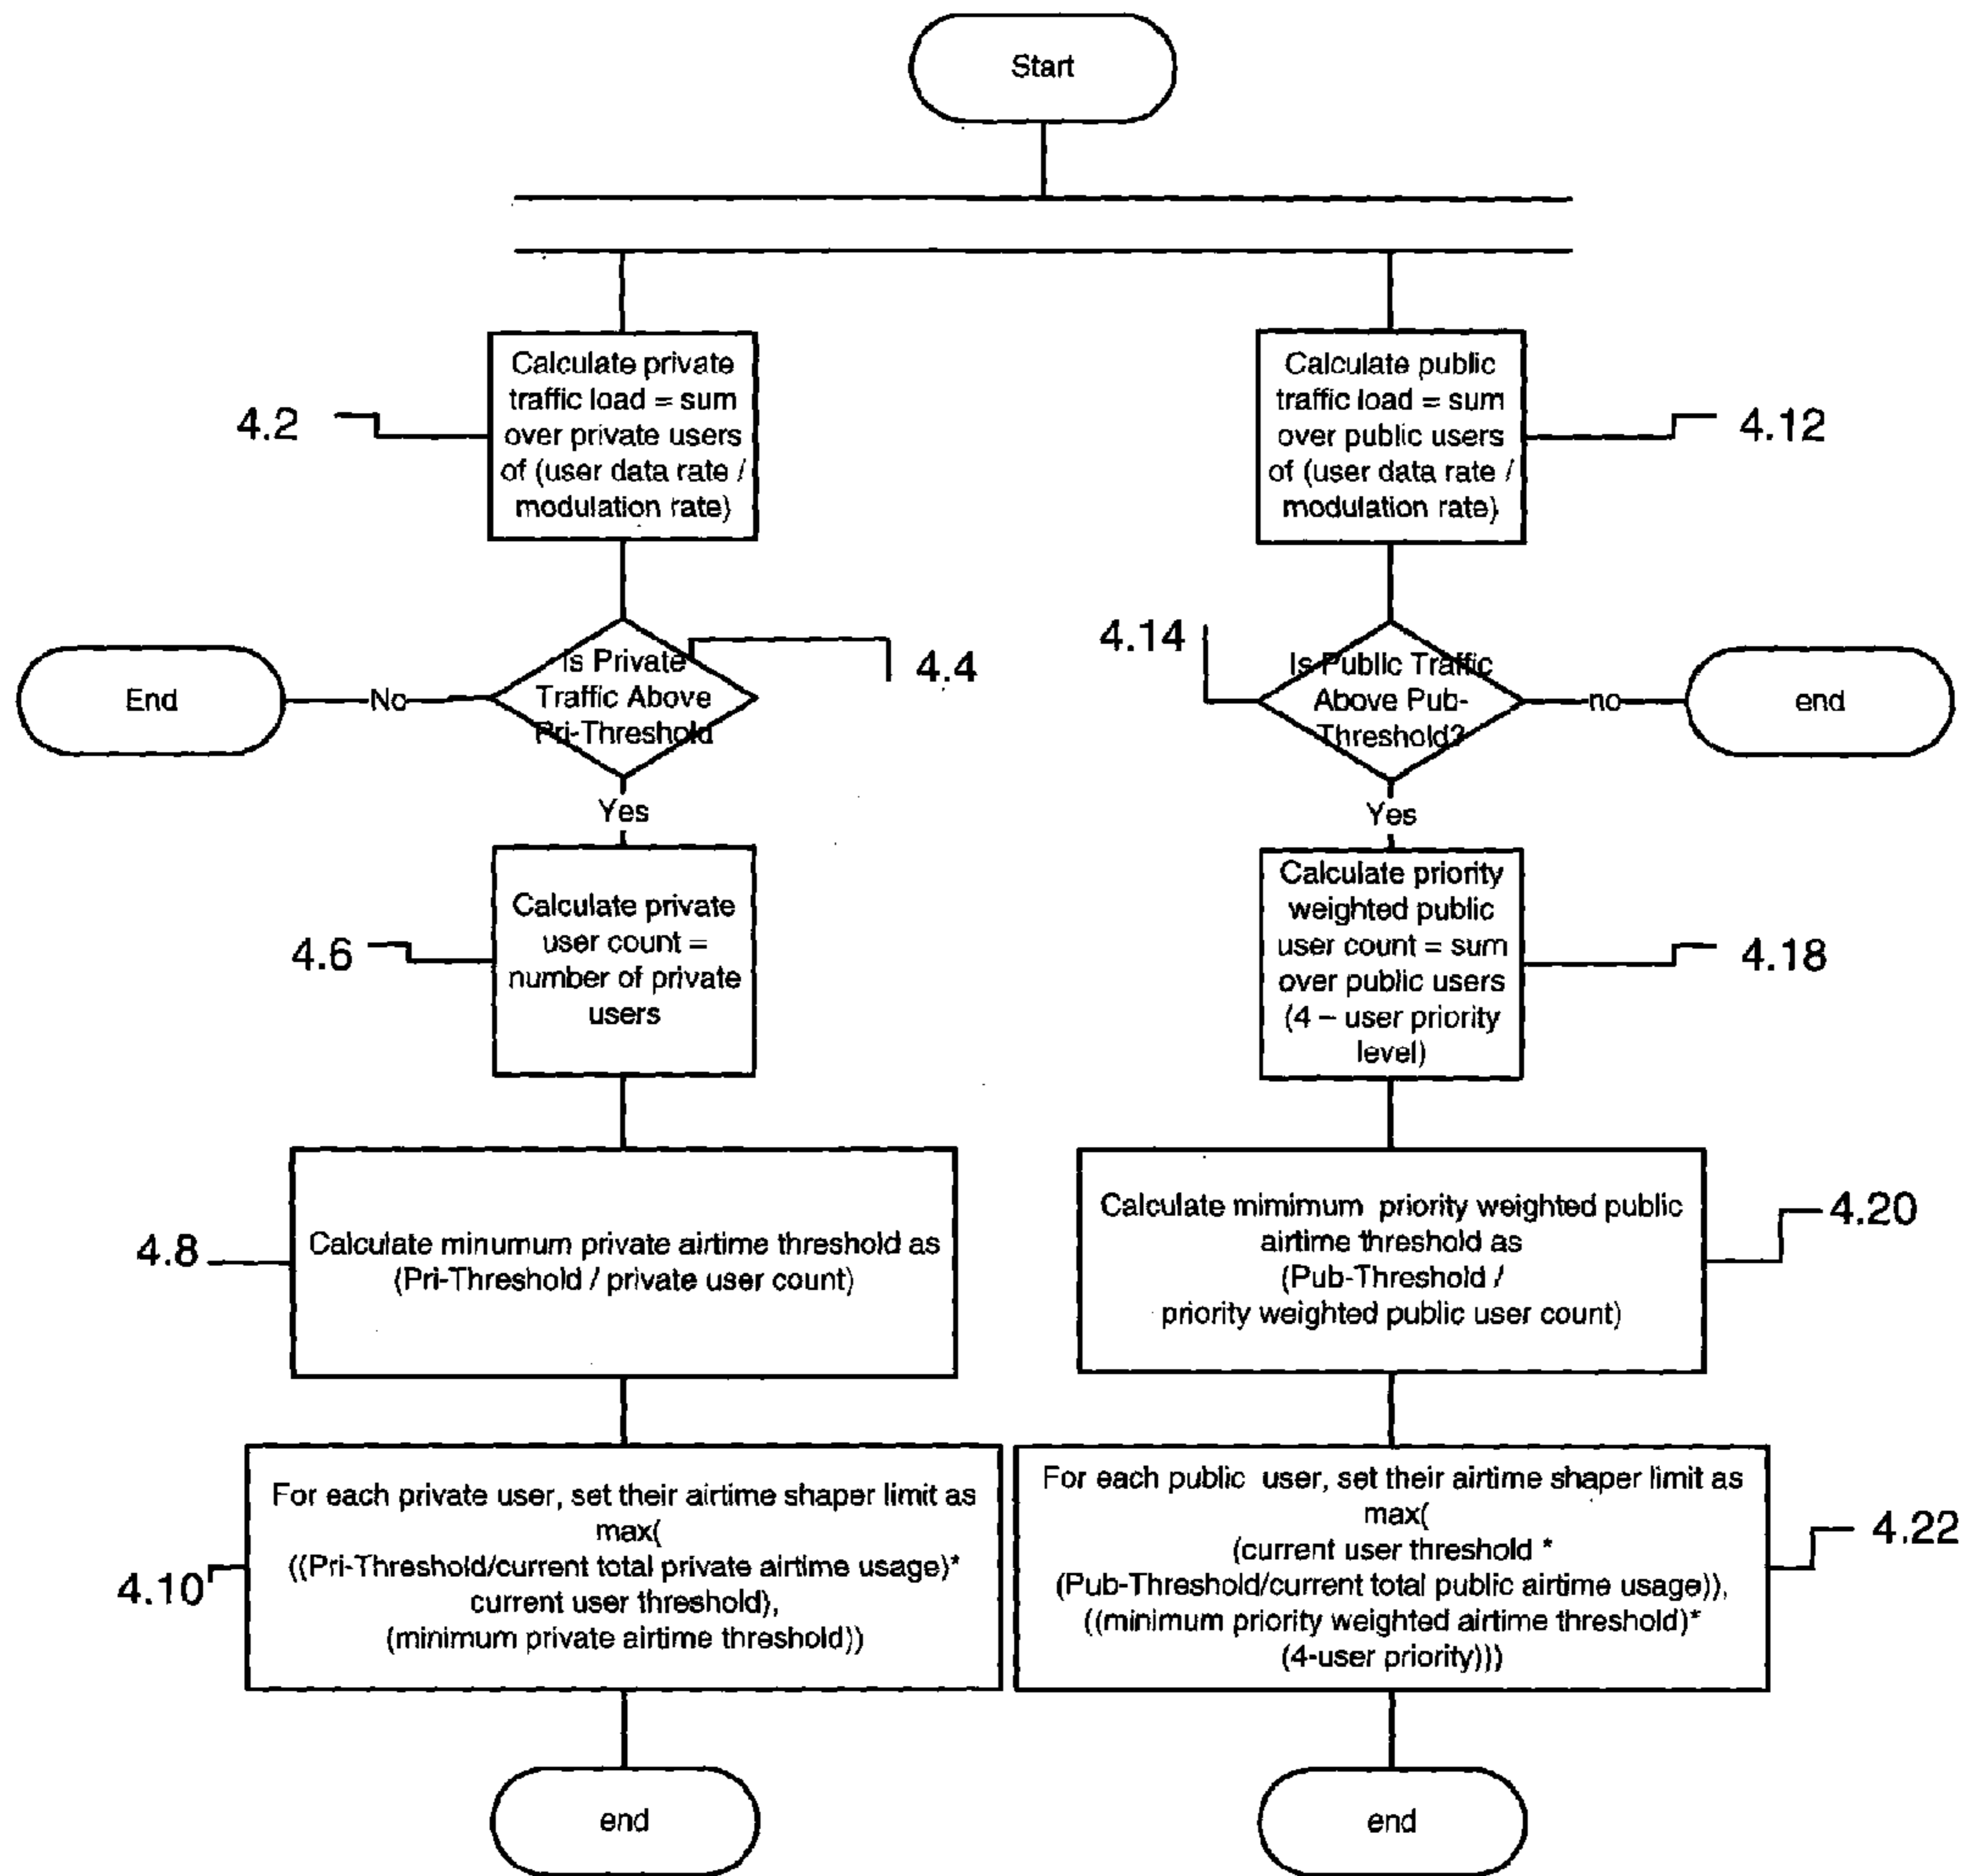 Start
Calculate private
traffic load = sum
over private users
of (user data rate /
modulation rate)
4.2
Calculate public
traffic load = sum
over public users
of (user data rate /
modulation rate)
4.12
Is Private
Traffic Above
Pri-Threshold
4.4
No
End
4.14
Is Public Traffic
Above Pub-
Threshold?
no
end
Yes
Yes
Calculate private
user count =
number of private
users
4.6
Calculate priority
weighted public
user count = sum
over public users
(4 – user priority
level)
4.18
4.8
Calculate minumum private airtime threshold as
(Pri-Threshold / private user count)
Calculate mimimum priority weighted public
airtime threshold as
(Pub-Threshold /
priority weighted public user count)
4.20
4.10
For each private user, set their airtime shaper limit as
max(
((Pri-Threshold/current total private airtime usage)*
current user threshold),
(minimum private airtime threshold))
For each public user, set their airtime shaper limit as
max(
(current user threshold *
(Pub-Threshold/current total public airtime usage)),
((minimum priority weighted airtime threshold)*
(4-user priority)))
4.22
end
end